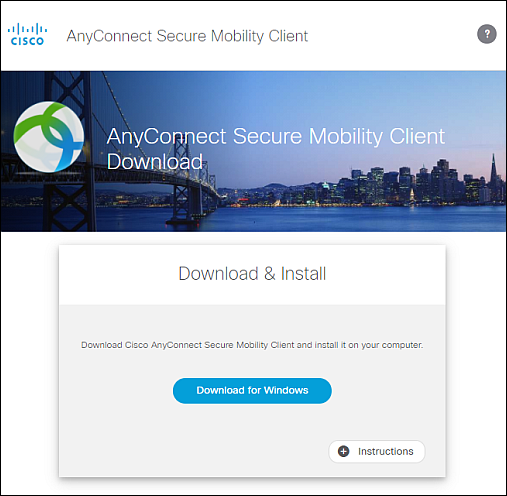 CISCO
AnyConnect Secure Mobility Client
?
AnyConnect Secure Mobility Client
Download
Download & Install
Download Cisco AnyConnect Secure Mobility Client and install it on your computer.
Download for Windows
Instructions